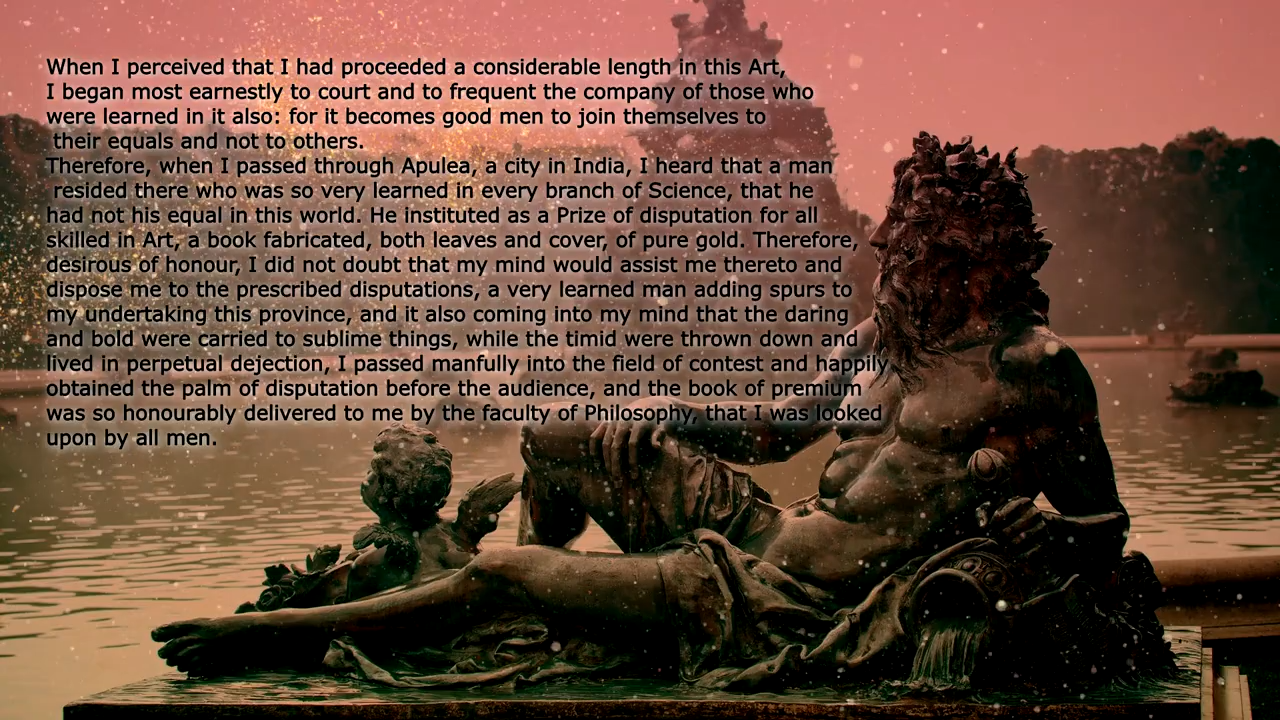 When I perceived that I had proceeded a considerable length in this Art,
I began most earnestly to court and to frequent the company of those who
were learned in it also: for it becomes good men to join themselves to
their equals and not to others.
Therefore, when I passed through Apulea, a city in India, I heard that a man
resided there who was so very learned in every branch of Science, that he
had not his equal in this world. He instituted as a Prize of disputation for all
skilled in Art, a book fabricated, both leaves and cover, of pure gold. Therefore,
desirous of honour, I did not doubt that my mind would assist me thereto and
dispose me to the prescribed disputations, a very learned man adding spurs to
my undertaking this province, and it also coming into my mind that the daring
and bold were carried to sublime things, while the timid were thrown down and
lived in perpetual dejection, I passed manfully into the field of contest and happily
obtained the palm of disputation before the audience, and the book of premium
was so honourably delivered to me by the faculty of Philosophy, that I was looked
upon by all men.